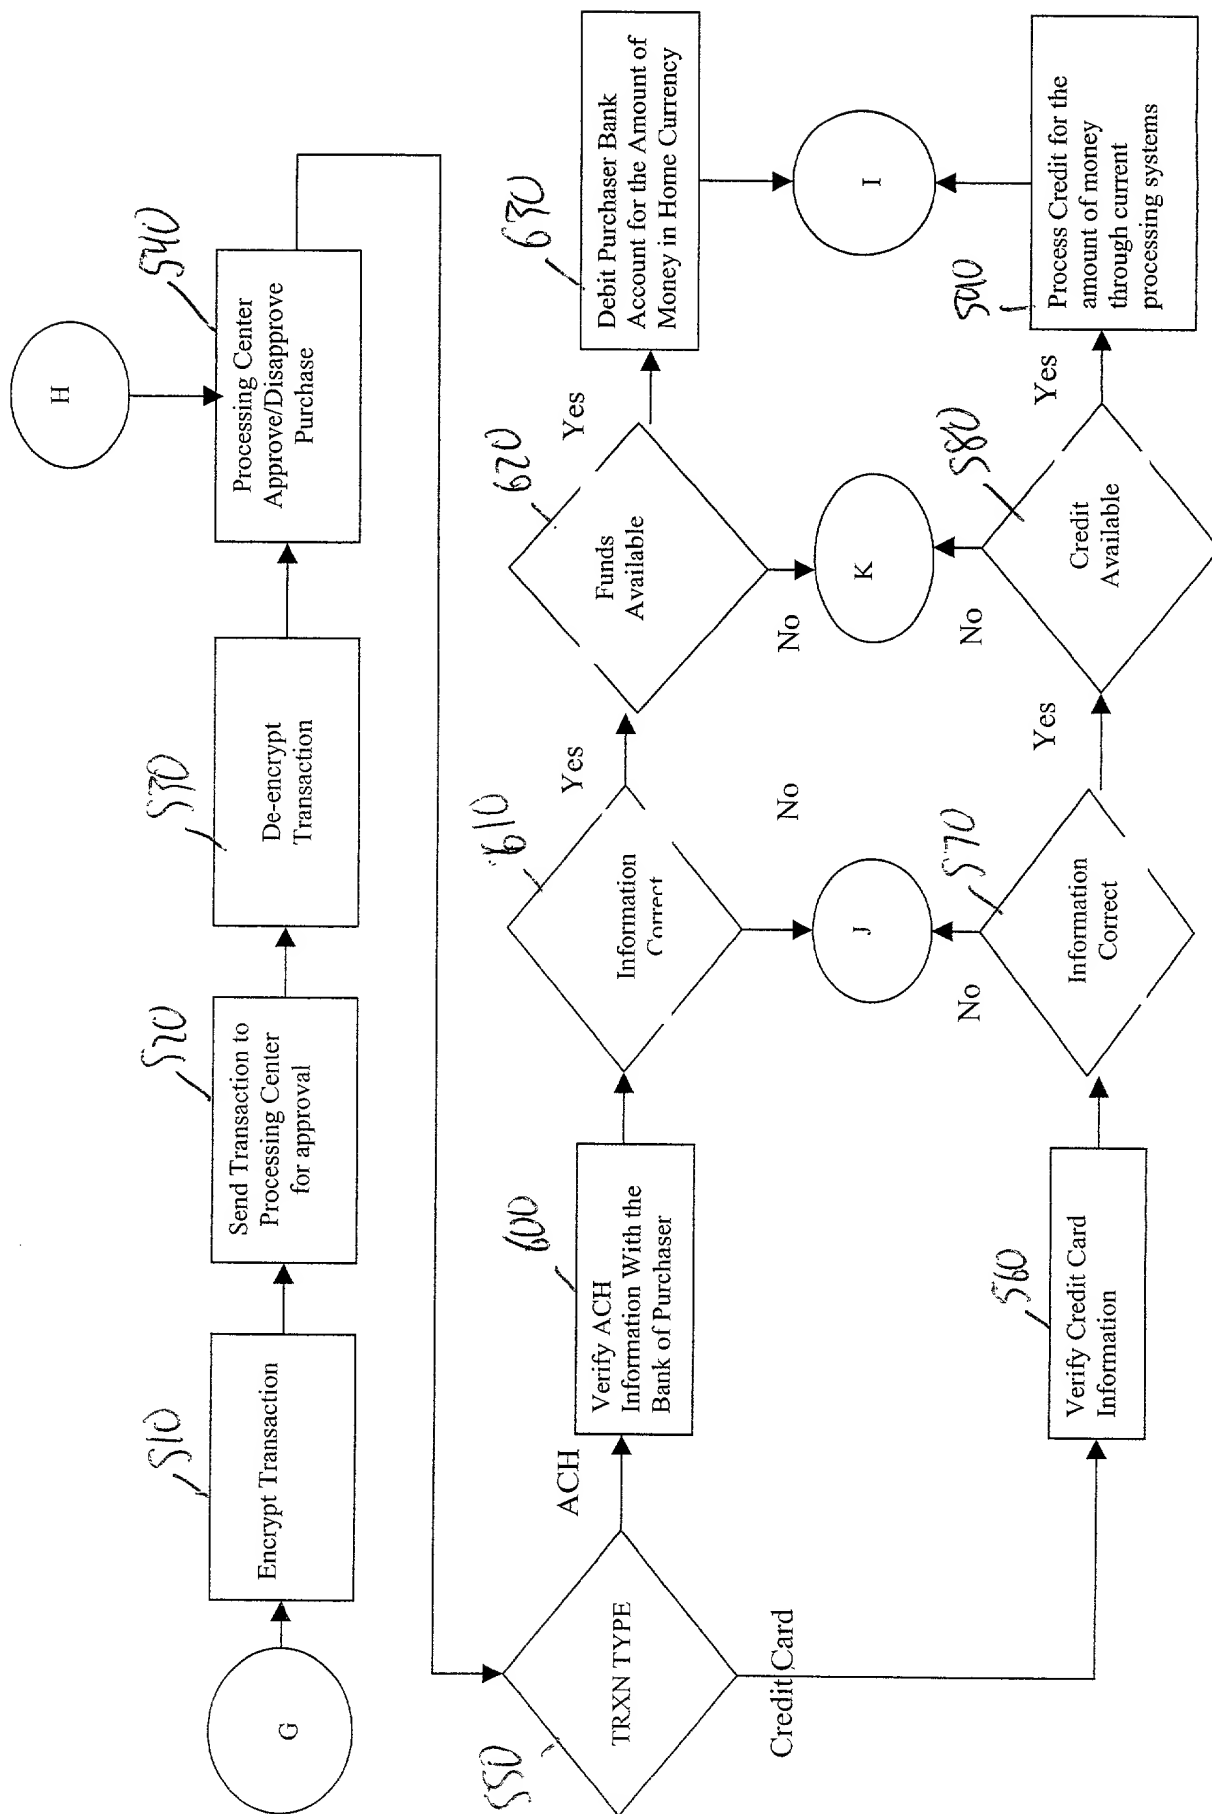 H
510
520
530
540
G
Encrypt Transaction
Send Transaction to
Processing Center
for approval
De-encrypt
Transaction
Processing Center
Approve/Disapprove
Purchase
550
TRXN TYPE
ACH
600
Verify ACH
Information With the
Bank of Purchaser
610
Information
Correct
Yes
620
Funds
Available
Yes
630
Debit Purchaser Bank
Account for the Amount of
Money in Home Currency
No
No
J
K
I
No
No
Credit Card
560
Verify Credit Card
Information
570
Information
Correct
Yes
580
Credit
Available
Yes
590
Process Credit for the
amount of money
through current
processing systems